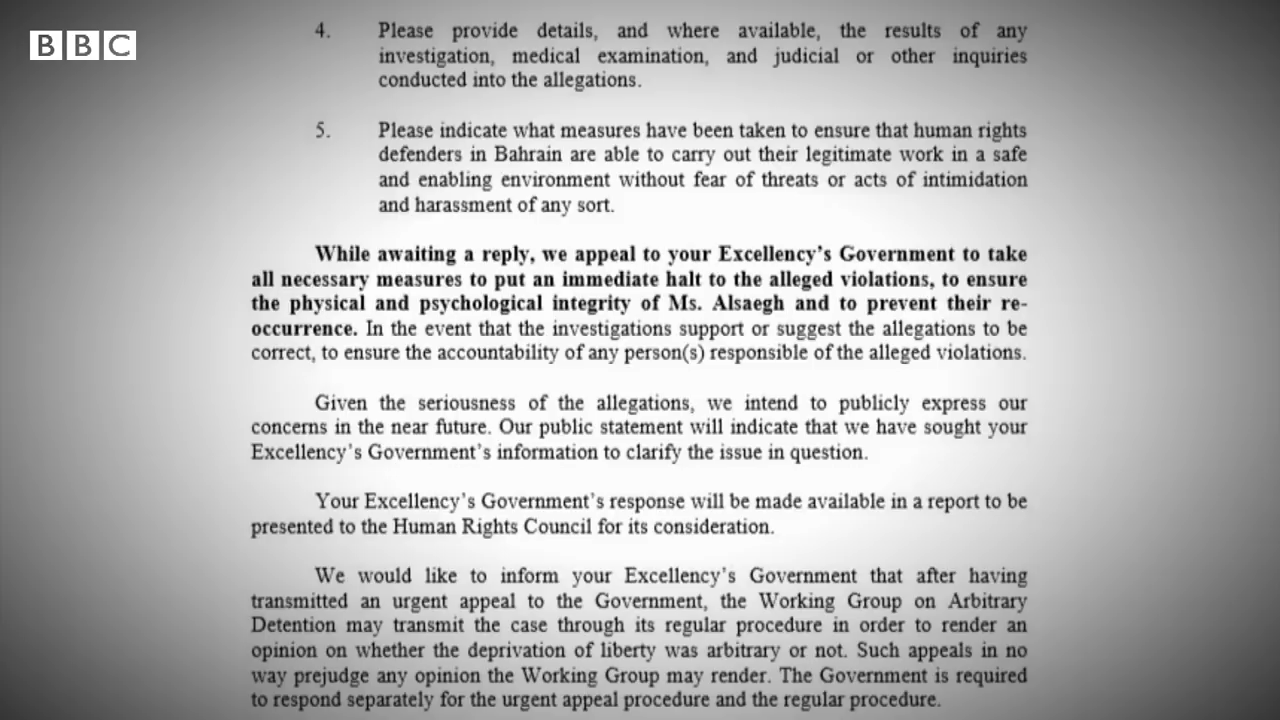 BBC
4. Please provide details, and where available, the results of any
investigation, medical examination, and judicial or other inquiries
conducted into the allegations.
5. Please indicate what measures have been taken to ensure that human rights
defenders in Bahrain are able to carry out their legitimate work in a safe
and enabling environment without fear of threats or acts of intimidation
and harassment of any sort.
While awaiting a reply, we appeal to your Excellency's Government to take
all necessary measures to put an immediate halt to the alleged violations, to ensure
the physical and psychological integrity of Ms. Alsaegh and to prevent their re-
occurrence. In the event that the investigations support or suggest the allegations to be
correct, to ensure the accountability of any person(s) responsible of the alleged violations.
Given the seriousness of the allegations, we intend to publicly express our
concerns in the near future. Our public statement will indicate that we have sought your
Excellency's Government's information to clarify the issue in question.
Your Excellency's Government's response will be made available in a report to be
presented to the Human Rights Council for its consideration.
We would like to inform your Excellency's Government that after having
transmitted an urgent appeal to the Government, the Working Group on Arbitrary
Detention may transmit the case through its regular procedure in order to render an
opinion on whether the deprivation of liberty was arbitrary or not. Such appeals in no
way prejudge any opinion the Working Group may render. The Government is required
to respond separately for the urgent appeal procedure and the regular procedure.